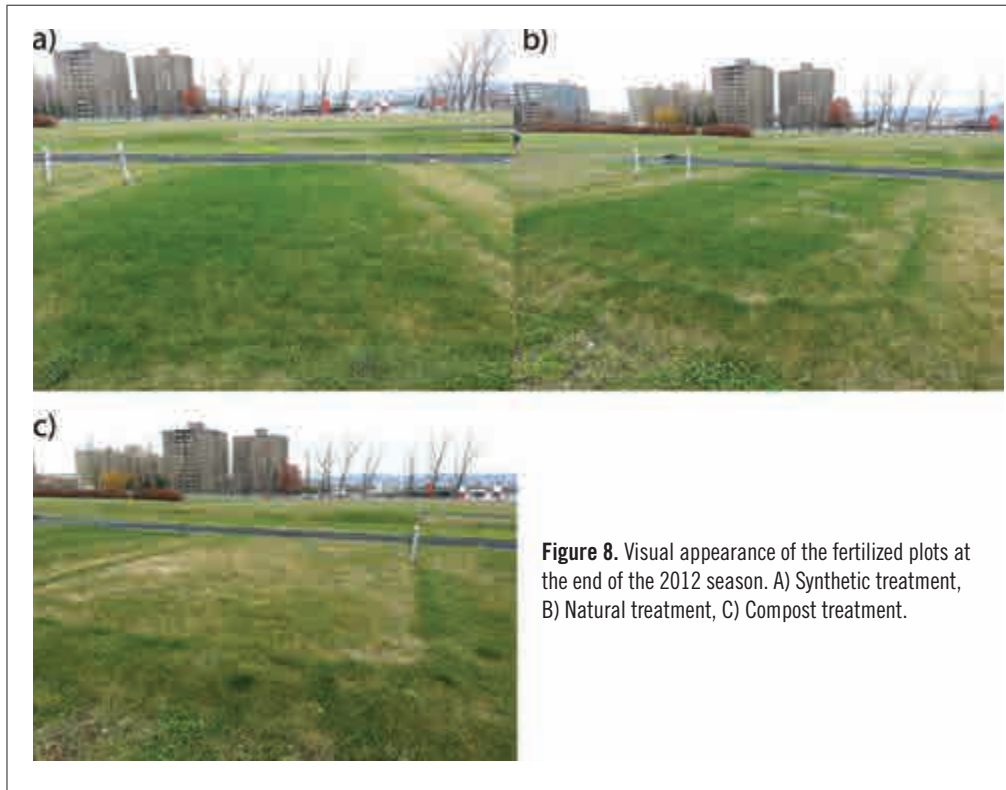 a)
b)
c)
Figure 8. Visual appearance of the fertilized plots at
the end of the 2012 season. A) Synthetic treatment,
B) Natural treatment, C) Compost treatment.